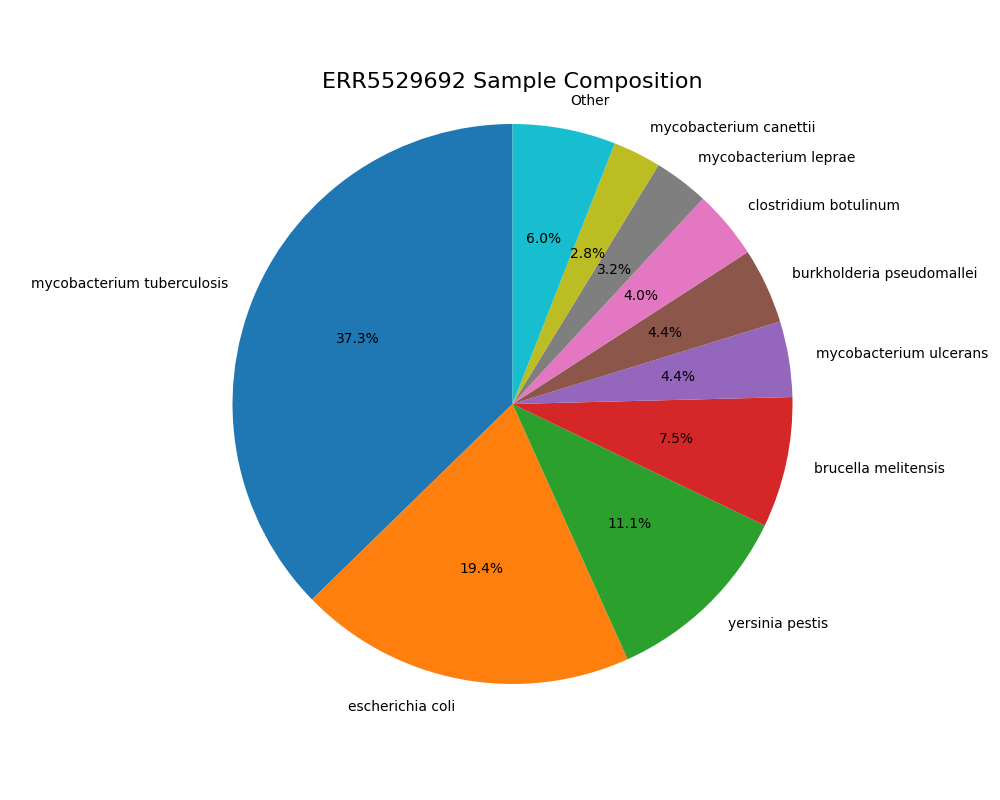 ERR5529692 Sample Composition
Other
mycobacterium canettii
mycobacterium leprae
clostridium botulinum
burkholderia pseudomallei
mycobacterium ulcerans
brucella melitensis
yersinia pestis
escherichia coli
mycobacterium tuberculosis
6.0%
2.8%
3.2%
4.0%
4.4%
4.4%
7.5%
11.1%
19.4%
37.3%